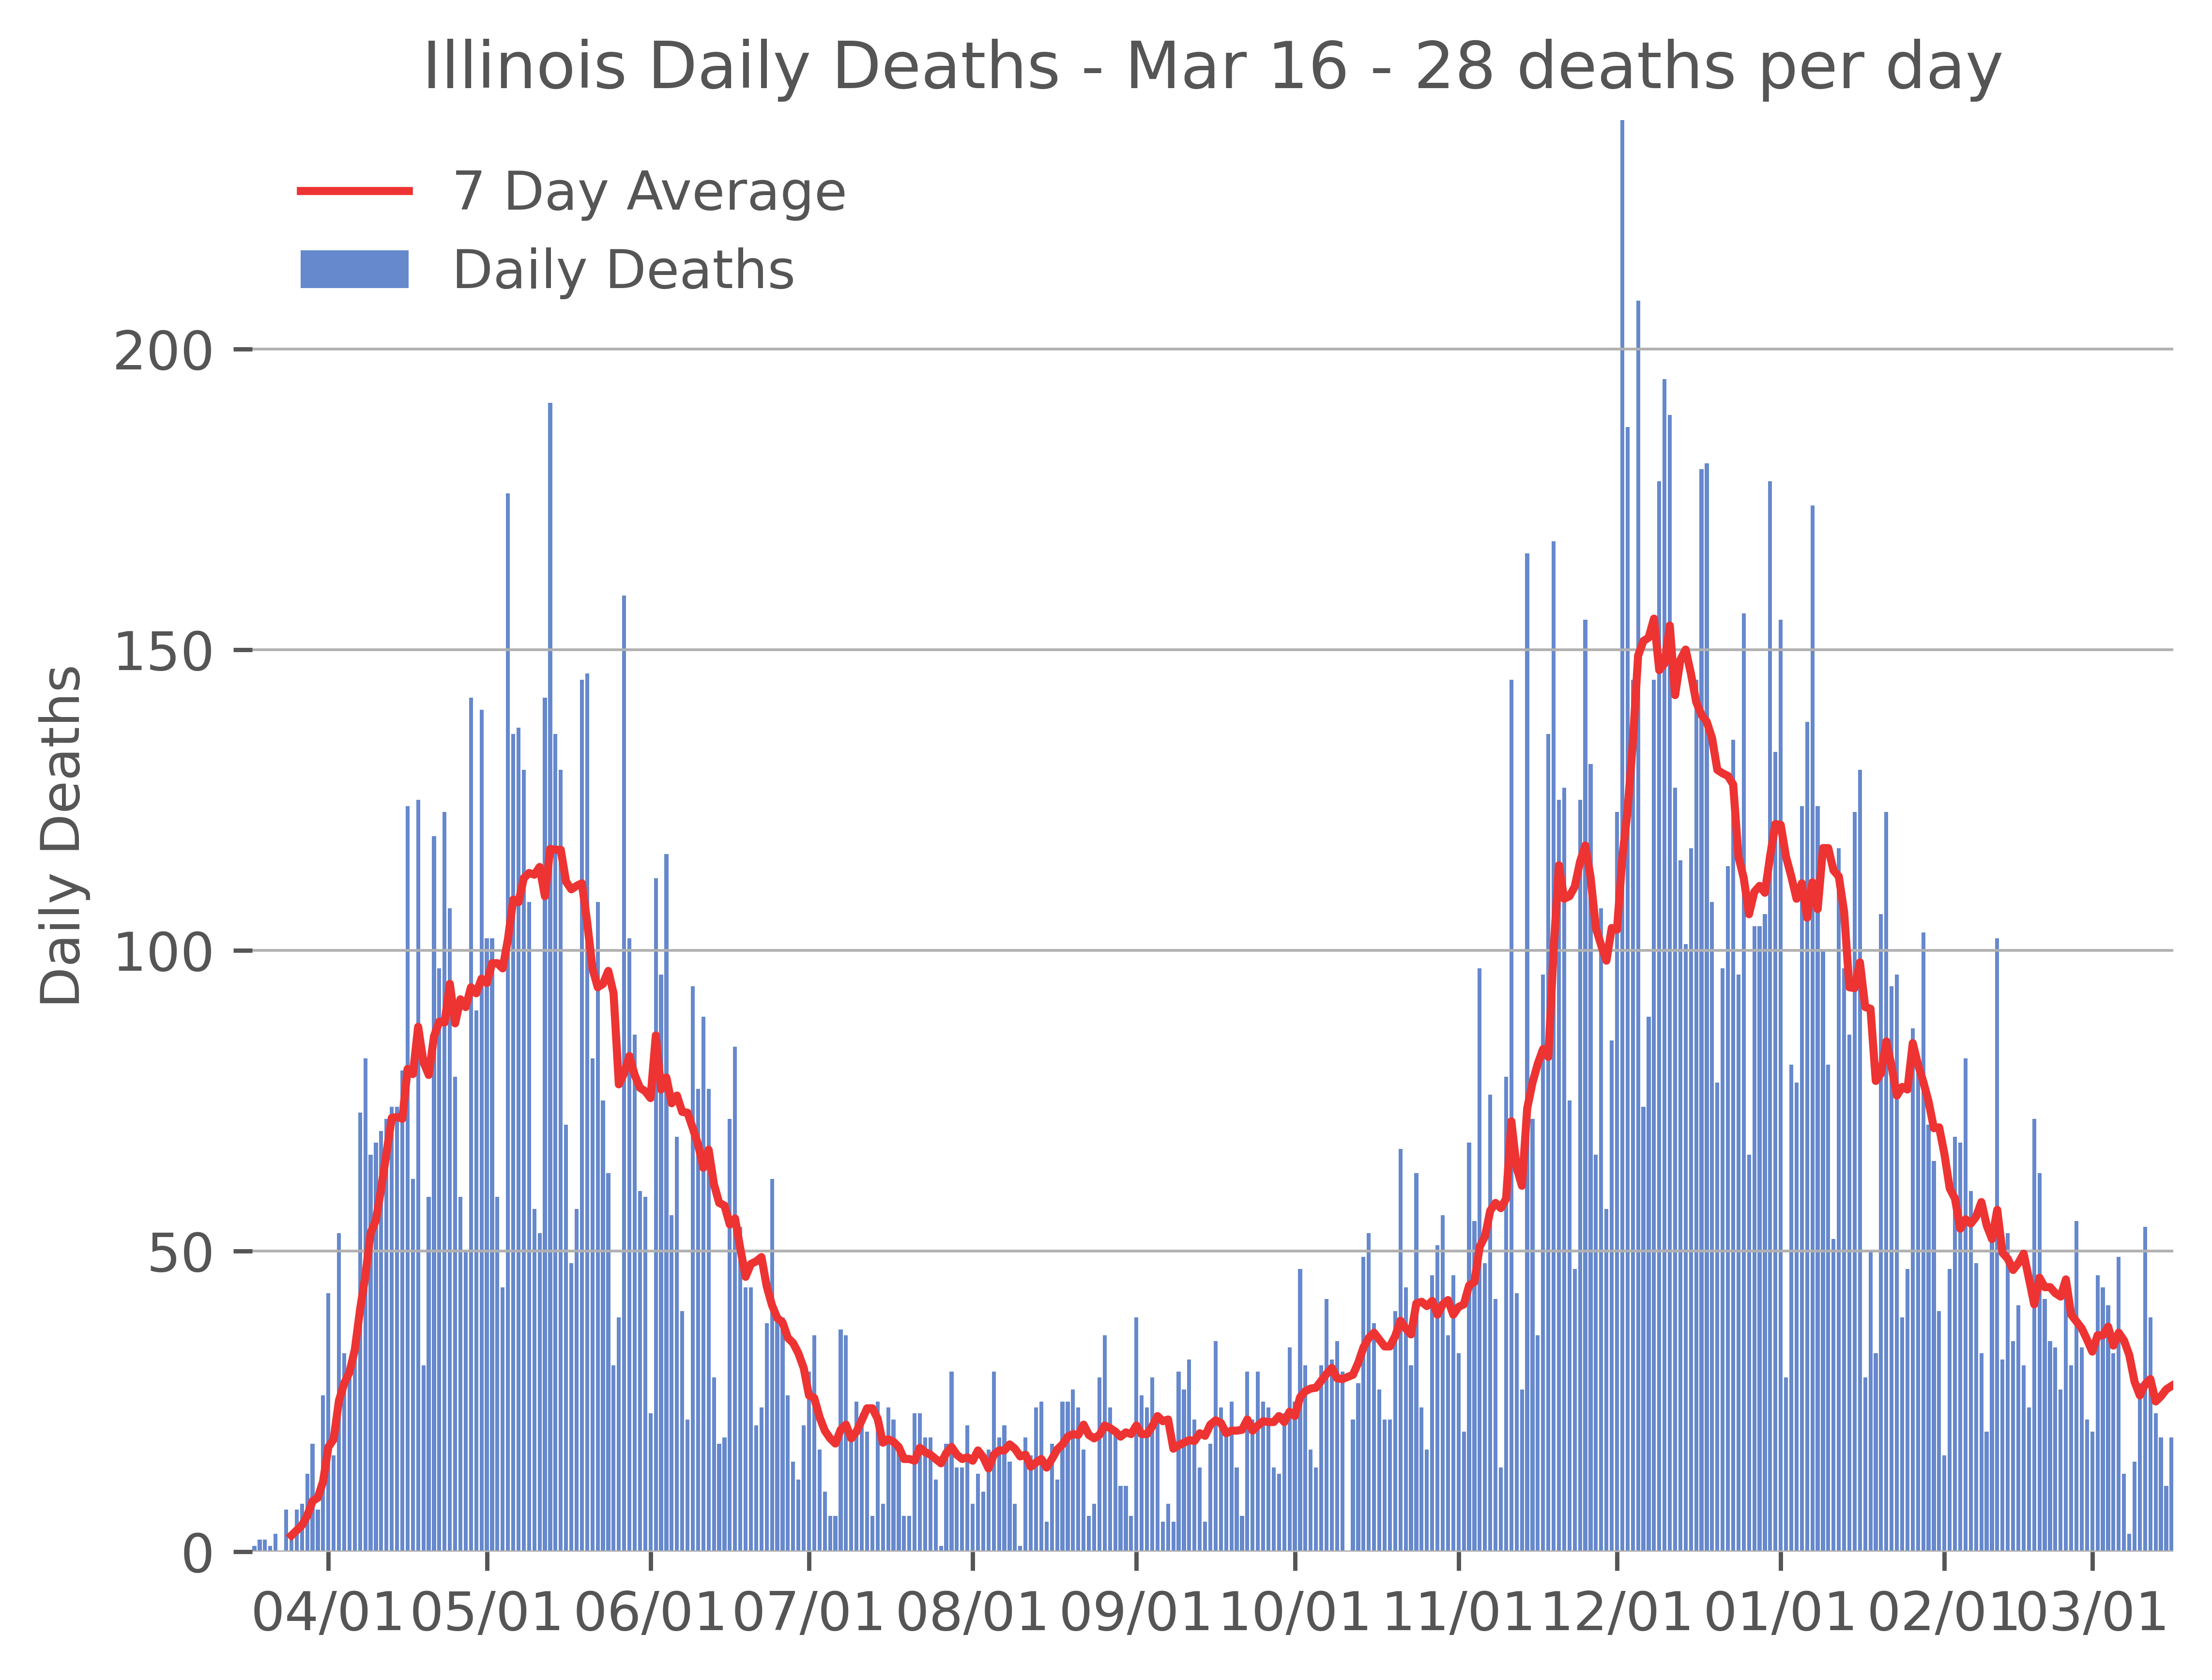 Illinois Daily Deaths - Mar 16 - 28 deaths per day
7 Day Average
Daily Deaths
200
150
100
50
0
Daily Deaths
04/01 05/01 06/01 07/01 08/01 09/01 10/01 11/01 12/01 01/01 02/01 03/01